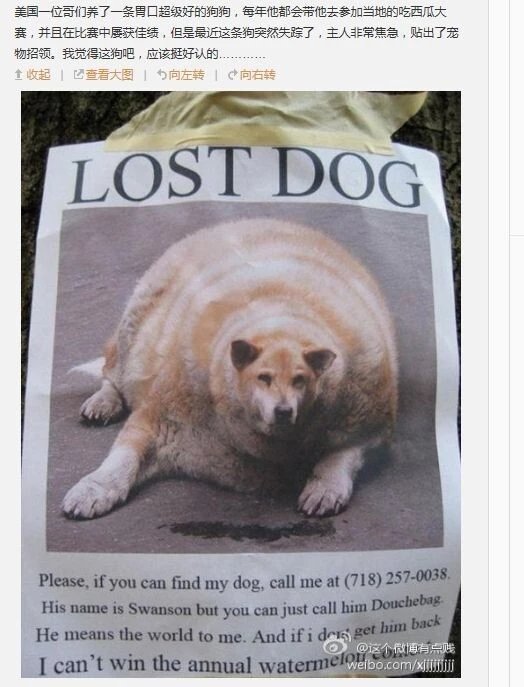 美国一位哥们养了一条胃口超级好的狗狗，每年他都会带他去参加当地的吃西瓜大
赛，并且在比赛中屡获佳绩，但是最近这条狗突然失踪了，主人非常焦急，贴出了宠
物招领。我觉得这狗吧，应该挺好认的…………
收起 | 查看大图 | 向左转 | 向右转
LOST DOG
Please, if you can find my dog, call me at (718) 257-0038.
His name is Swanson but you can just call him Douchebag.
He means the world to me. And if i dont get him back
I can't win the annual watermelon
@这个微博有点贱
weibo.com/xjjjjjjjjj